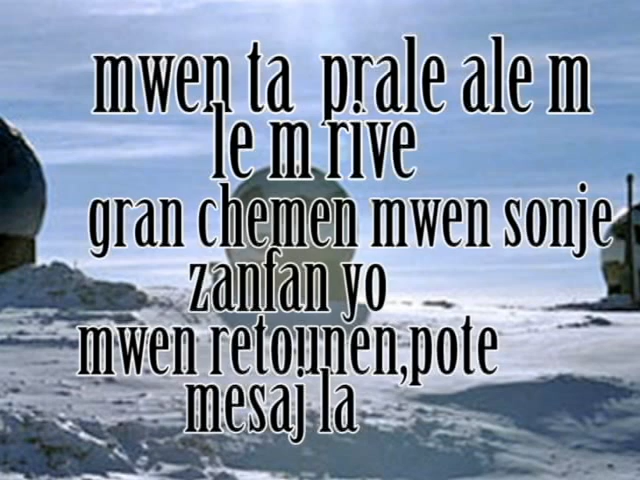 mwen ta prale ale m
le m rive
gran chemen mwen sonje
zanfan yo
mwen retounen,pote
mesaj la